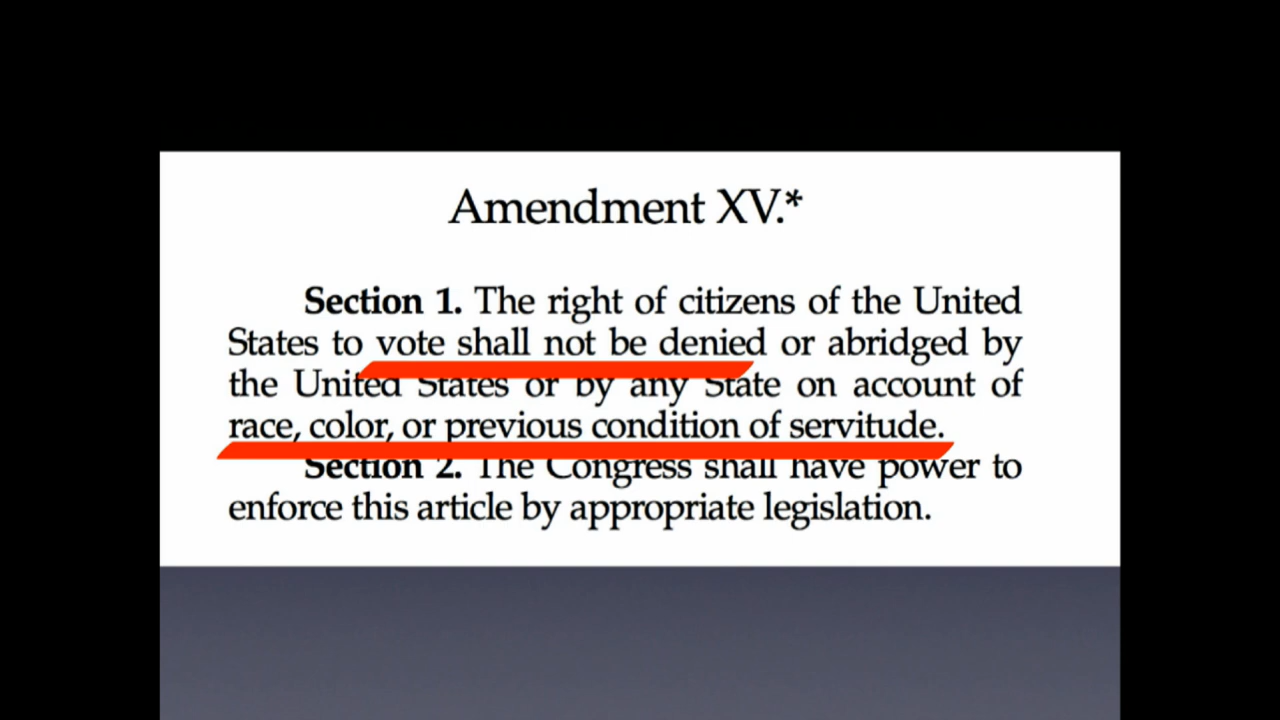 Amendment XV.*
Section 1. The right of citizens of the United
States to vote shall not be denied or abridged by
the United States or by any State on account of
race, color, or previous condition of servitude.
Section 2. The Congress shall have power to
enforce this article by appropriate legislation.